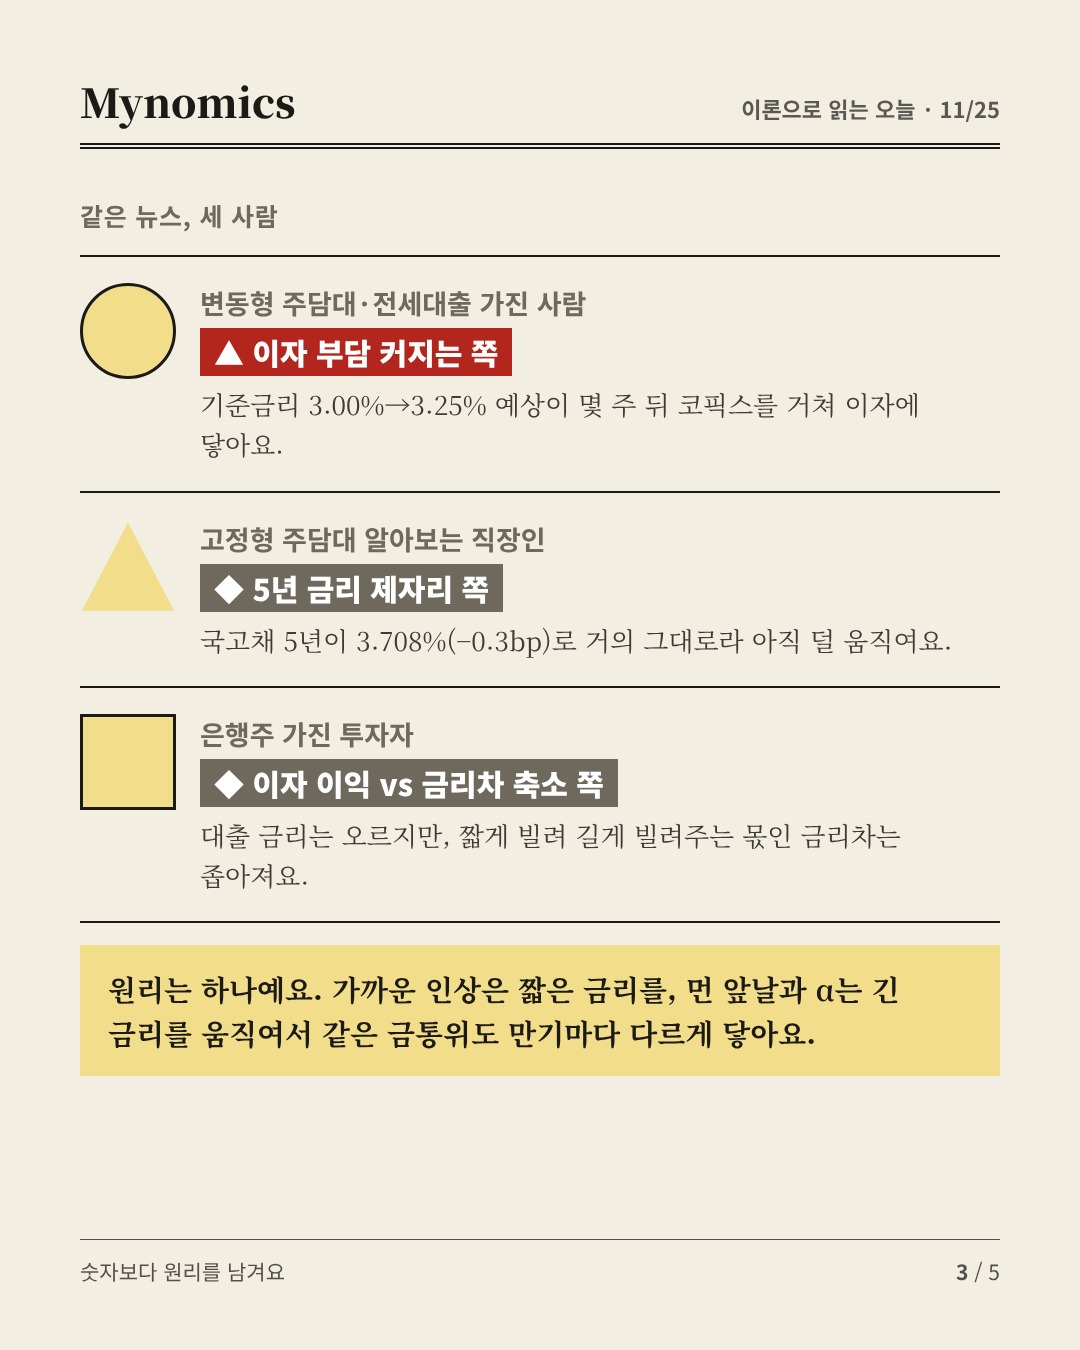 Mynomics
이론으로 읽는 오늘 · 11/25
같은 뉴스, 세 사람
변동형 주담대·전세대출 가진 사람
▲ 이자 부담 커지는 쪽
기준금리 3.00%→3.25% 예상이 몇 주 뒤 코픽스를 거쳐 이자에
닿아요.
고정형 주담대 알아보는 직장인
◆ 5년 금리 제자리 쪽
국고채 5년이 3.708%(−0.3bp)로 거의 그대로라 아직 덜 움직여요.
은행주 가진 투자자
◆ 이자 이익 vs 금리차 축소 쪽
대출 금리는 오르지만, 짧게 빌려 길게 빌려주는 몫인 금리차는
좁아져요.
원리는 하나예요. 가까운 인상은 짧은 금리를, 먼 앞날과 α는 긴
금리를 움직여서 같은 금통위도 만기마다 다르게 닿아요.
숫자보다 원리를 남겨요
3 / 5